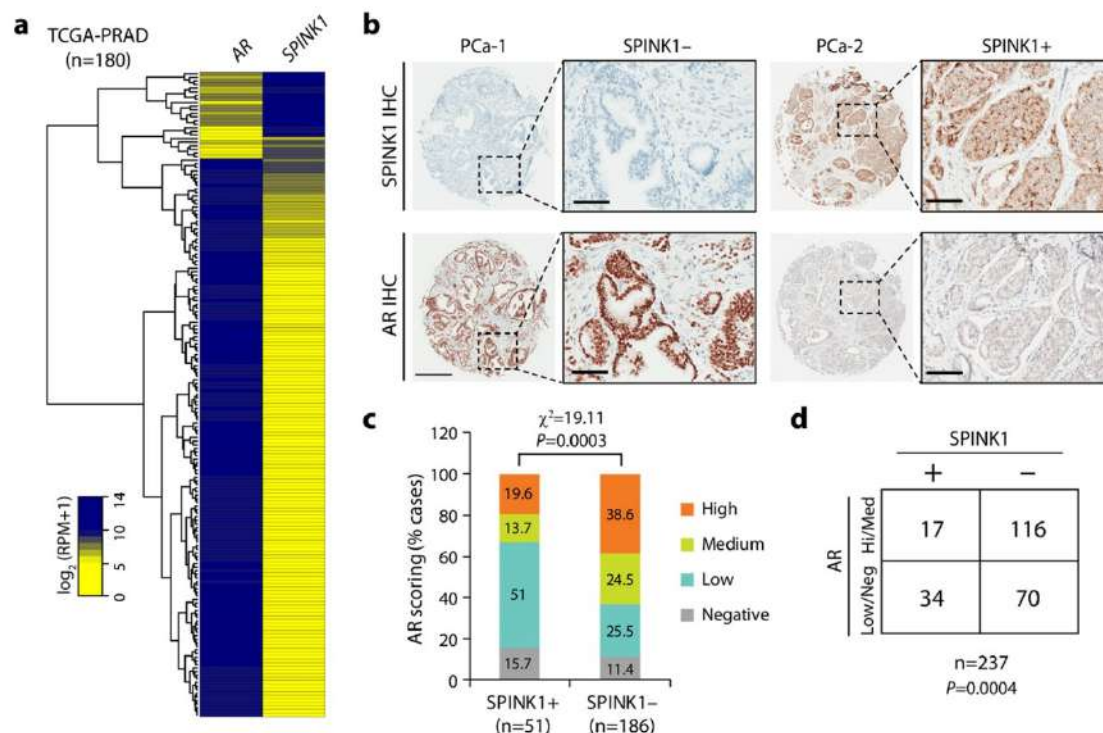 a
TCGA-PRAD
(n=180)
AR
SPINK1
log2 (RPM+1)
14
10
5
0
b
PCa-1
SPINK1–
PCa-2
SPINK1+
SPINK1 IHC
AR IHC
c
χ²=19.11
P=0.0003
AR scoring (% cases)
120
100
80
60
40
20
0
19.6
13.7
51
15.7
38.6
24.5
25.5
11.4
SPINK1+
(n=51)
SPINK1–
(n=186)
High
Medium
Low
Negative
d
SPINK1
+
–
AR
Hi/Med
Low/Neg
17
116
34
70
n=237
P=0.0004